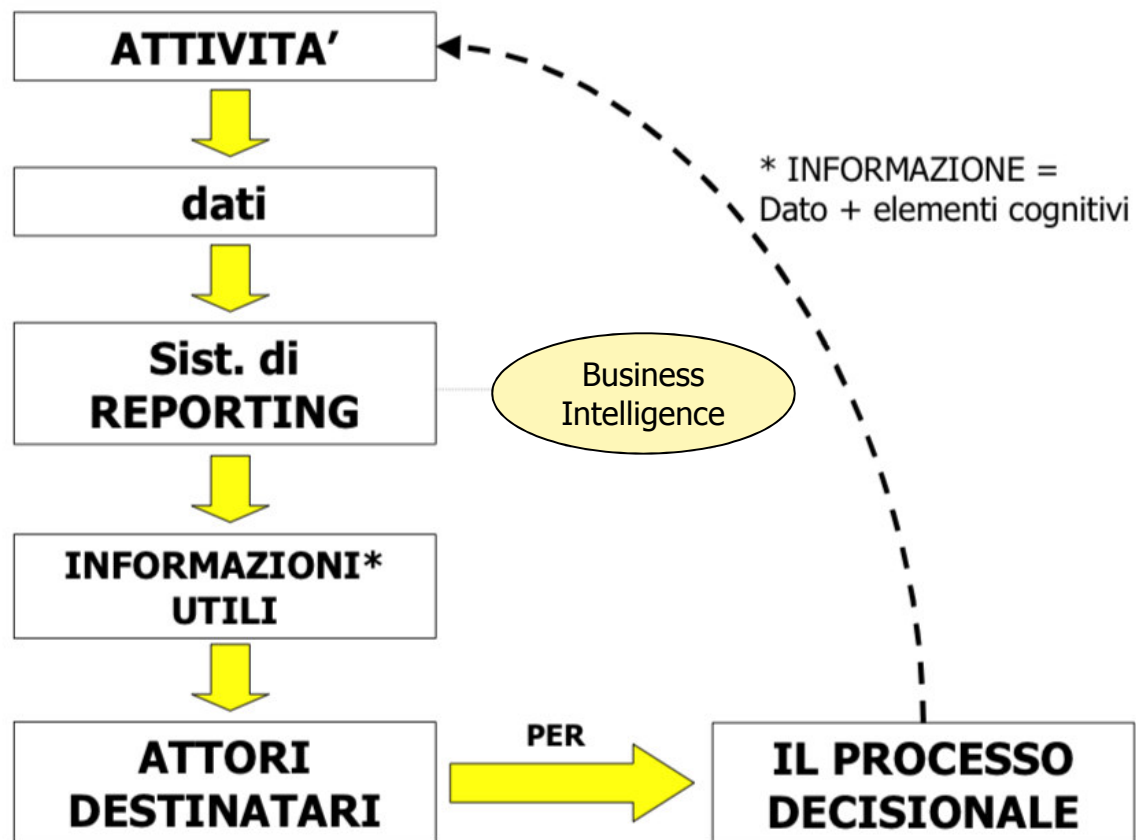 ATTIVITA’
dati
Sist. di
REPORTING
Business
Intelligence
INFORMAZIONI*
UTILI
ATTORI
DESTINATARI
PER
IL PROCESSO
DECISIONALE
* INFORMAZIONE =
Dato + elementi cognitivi